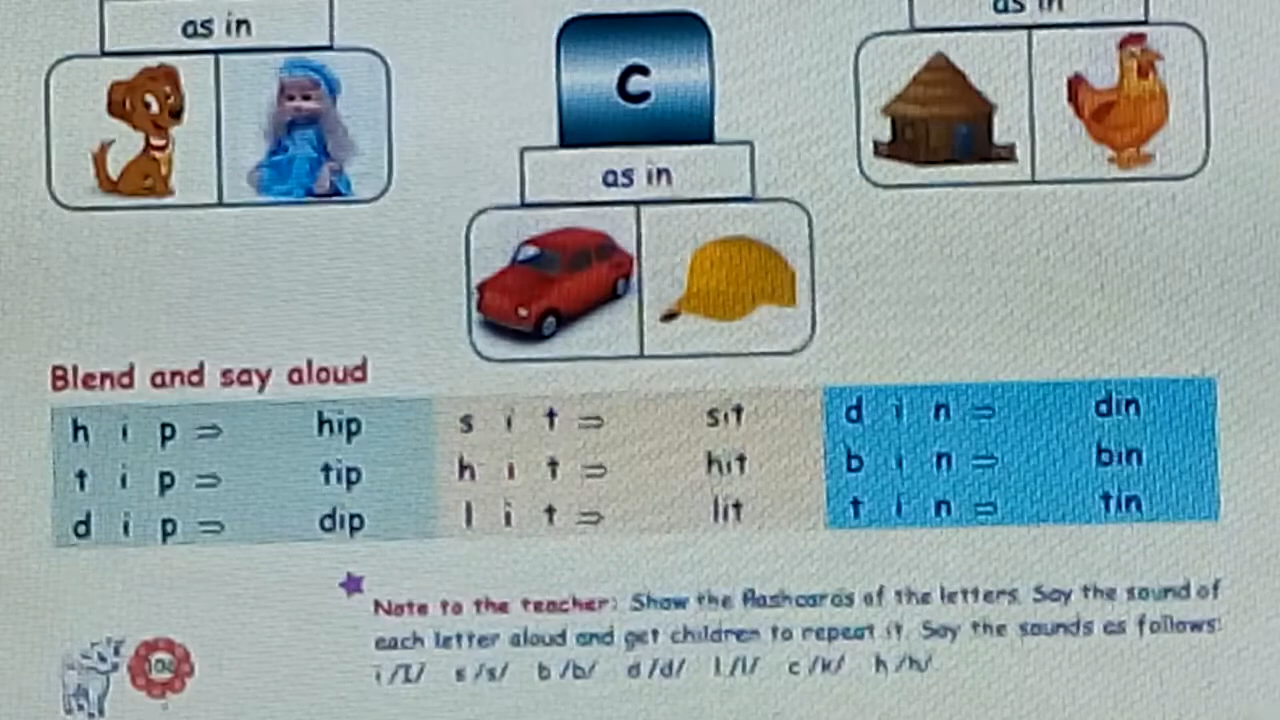 as in
as in
c
as in
Blend and say aloud
h i p ⇒ hip
t i p ⇒ tip
d i p ⇒ dip
s i t ⇒ sit
h i t ⇒ hit
l i t ⇒ lit
d i n ⇒ din
b i n ⇒ bin
t i n ⇒ tin
Note to the teacher: Show the flashcards of the letters. Say the sound of
each letter aloud and get children to repeat it. Say the sounds as follows:
i /I/ s /s/ b /b/ d /d/ l /l/ c /k/ h /h/